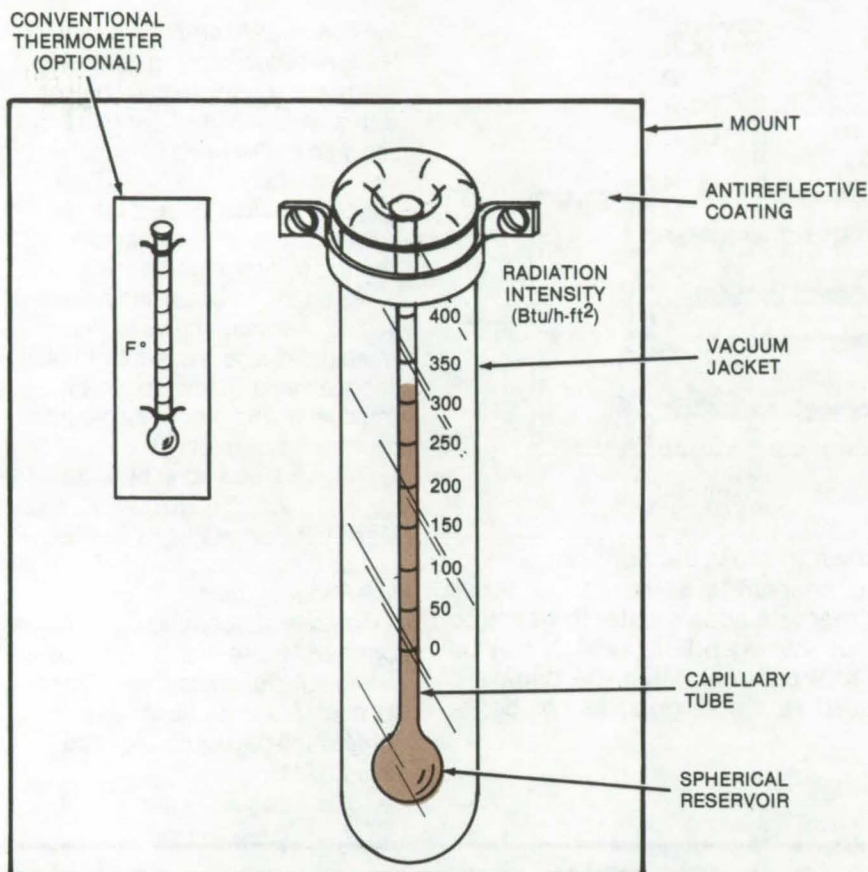 CONVENTIONAL
THERMOMETER
(OPTIONAL)
MOUNT
ANTIREFLECTIVE
COATING
RADIATION
INTENSITY
(Btu/h-ft²)
400
350
300
250
200
150
100
50
0
F°
VACUUM
JACKET
CAPILLARY
TUBE
SPHERICAL
RESERVOIR